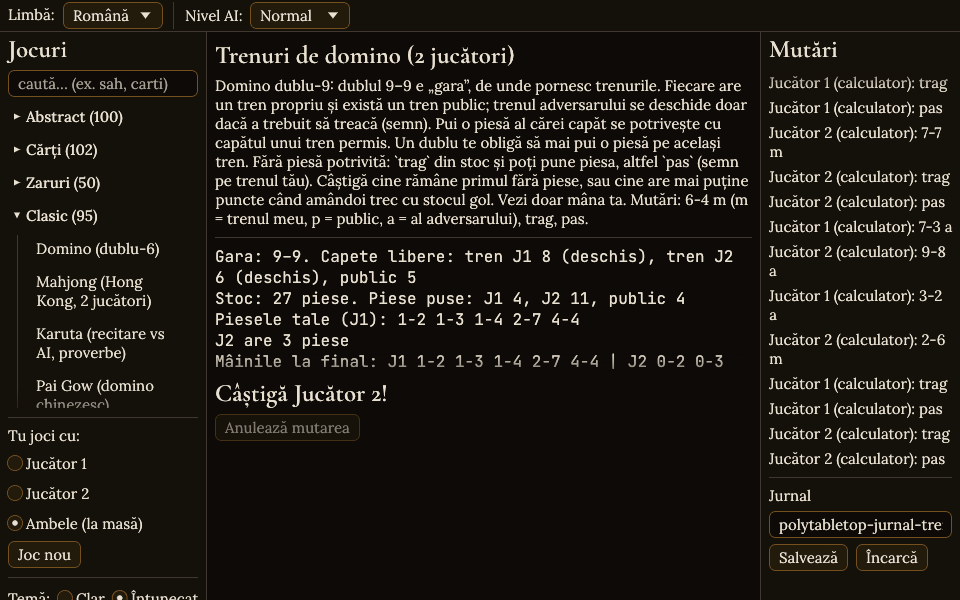 Limbă: Română ▼ Nivel AI: Normal ▼
Jocuri
caută... (ex. sah, carti)
▸ Abstract (100)
▸ Cărți (102)
▸ Zaruri (50)
▾ Clasic (95)
Domino (dublu-6)
Mahjong (Hong
Kong, 2 jucători)
Karuta (recitare vs
AI, proverbe)
Pai Gow (domino
chinezesc)
Tu joci cu:
Jucător 1
Jucător 2
Ambele (la masă)
Joc nou
Temă: Clar Întunecat
Trenuri de domino (2 jucători)
Domino dublu-9: dublul 9–9 e „gara”, de unde pornesc trenurile. Fiecare are
un tren propriu și există un tren public; trenul adversarului se deschide doar
dacă a trebuit să treacă (semn). Pui o piesă al cărei capăt se potrivește cu
capătul unui tren permis. Un dublu te obligă să mai pui o piesă pe același
tren. Fără piesă potrivită: `trag` din stoc și poți pune piesa, altfel `pas` (semn
pe trenul tău). Câștigă cine rămâne primul fără piese, sau cine are mai puține
puncte când amândoi trec cu stocul gol. Vezi doar mâna ta. Mutări: 6-4 m (m
= trenul meu, p = public, a = al adversarului), trag, pas.
Gara: 9–9. Capete libere: tren J1 8 (deschis), tren J2
6 (deschis), public 5
Stoc: 27 piese. Piese puse: J1 4, J2 11, public 4
Piesele tale (J1): 1-2 1-3 1-4 2-7 4-4
J2 are 3 piese
Mâinile la final: J1 1-2 1-3 1-4 2-7 4-4 | J2 0-2 0-3
Câștigă Jucător 2!
Anulează mutarea
Mutări
Jucător 1 (calculator): trag
Jucător 1 (calculator): pas
Jucător 2 (calculator): 7-7
m
Jucător 2 (calculator): trag
Jucător 2 (calculator): pas
Jucător 1 (calculator): 7-3 a
Jucător 2 (calculator): 9-8
a
Jucător 1 (calculator): 3-2
a
Jucător 2 (calculator): 2-6
m
Jucător 1 (calculator): trag
Jucător 1 (calculator): pas
Jucător 2 (calculator): trag
Jucător 2 (calculator): pas
Jurnal
polytabletop-jurnal-tre
Salvează Încarcă